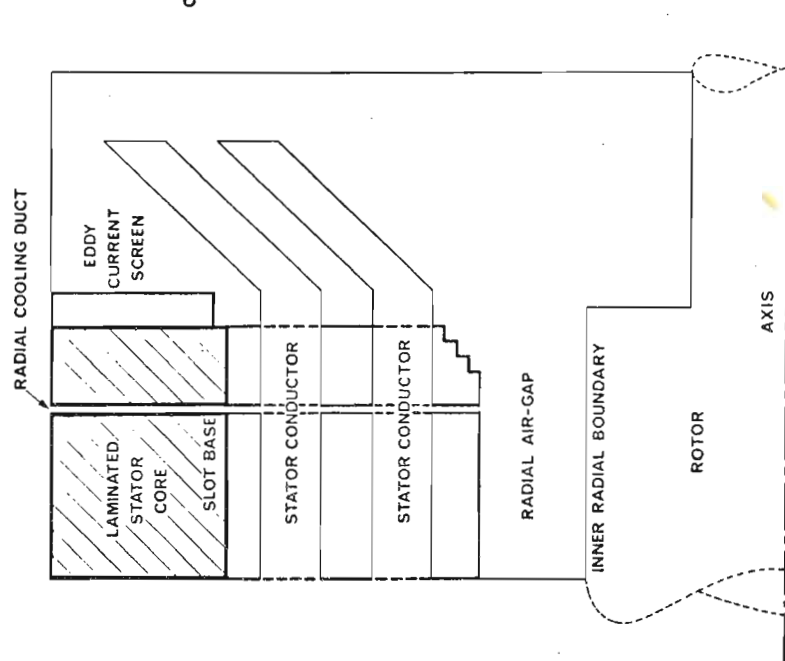 RADIAL COOLING DUCT
EDDY
CURRENT
SCREEN
LAMINATED
STATOR
CORE
SLOT BASE
STATOR CONDUCTOR
STATOR CONDUCTOR
RADIAL AIR-GAP
INNER RADIAL BOUNDARY
ROTOR
AXIS